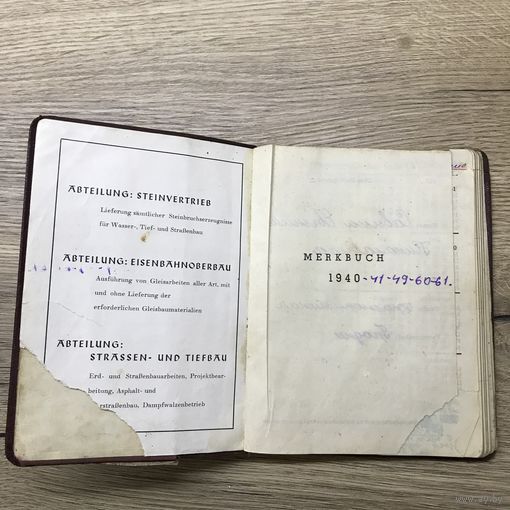 ABTEILUNG: STEINVERTRIEB
Lieferung sämtlicher Steinbruchserzeugnisse
für Wasser-, Tief- und Straßenbau
ABTEILUNG: EISENBAHNOBERBAU
Ausführung von Gleisarbeiten aller Art, mit
und ohne Lieferung der
erforderlichen Gleisbaumaterialien
ABTEILUNG:
STRASSEN- UND TIEFBAU
Erd- und Straßenbauarbeiten, Projektbear-
beitung, Asphalt- und
rstraßenbau, Dampfwalzenbetrieb
MERKBUCH
1940-41-49-60-61.